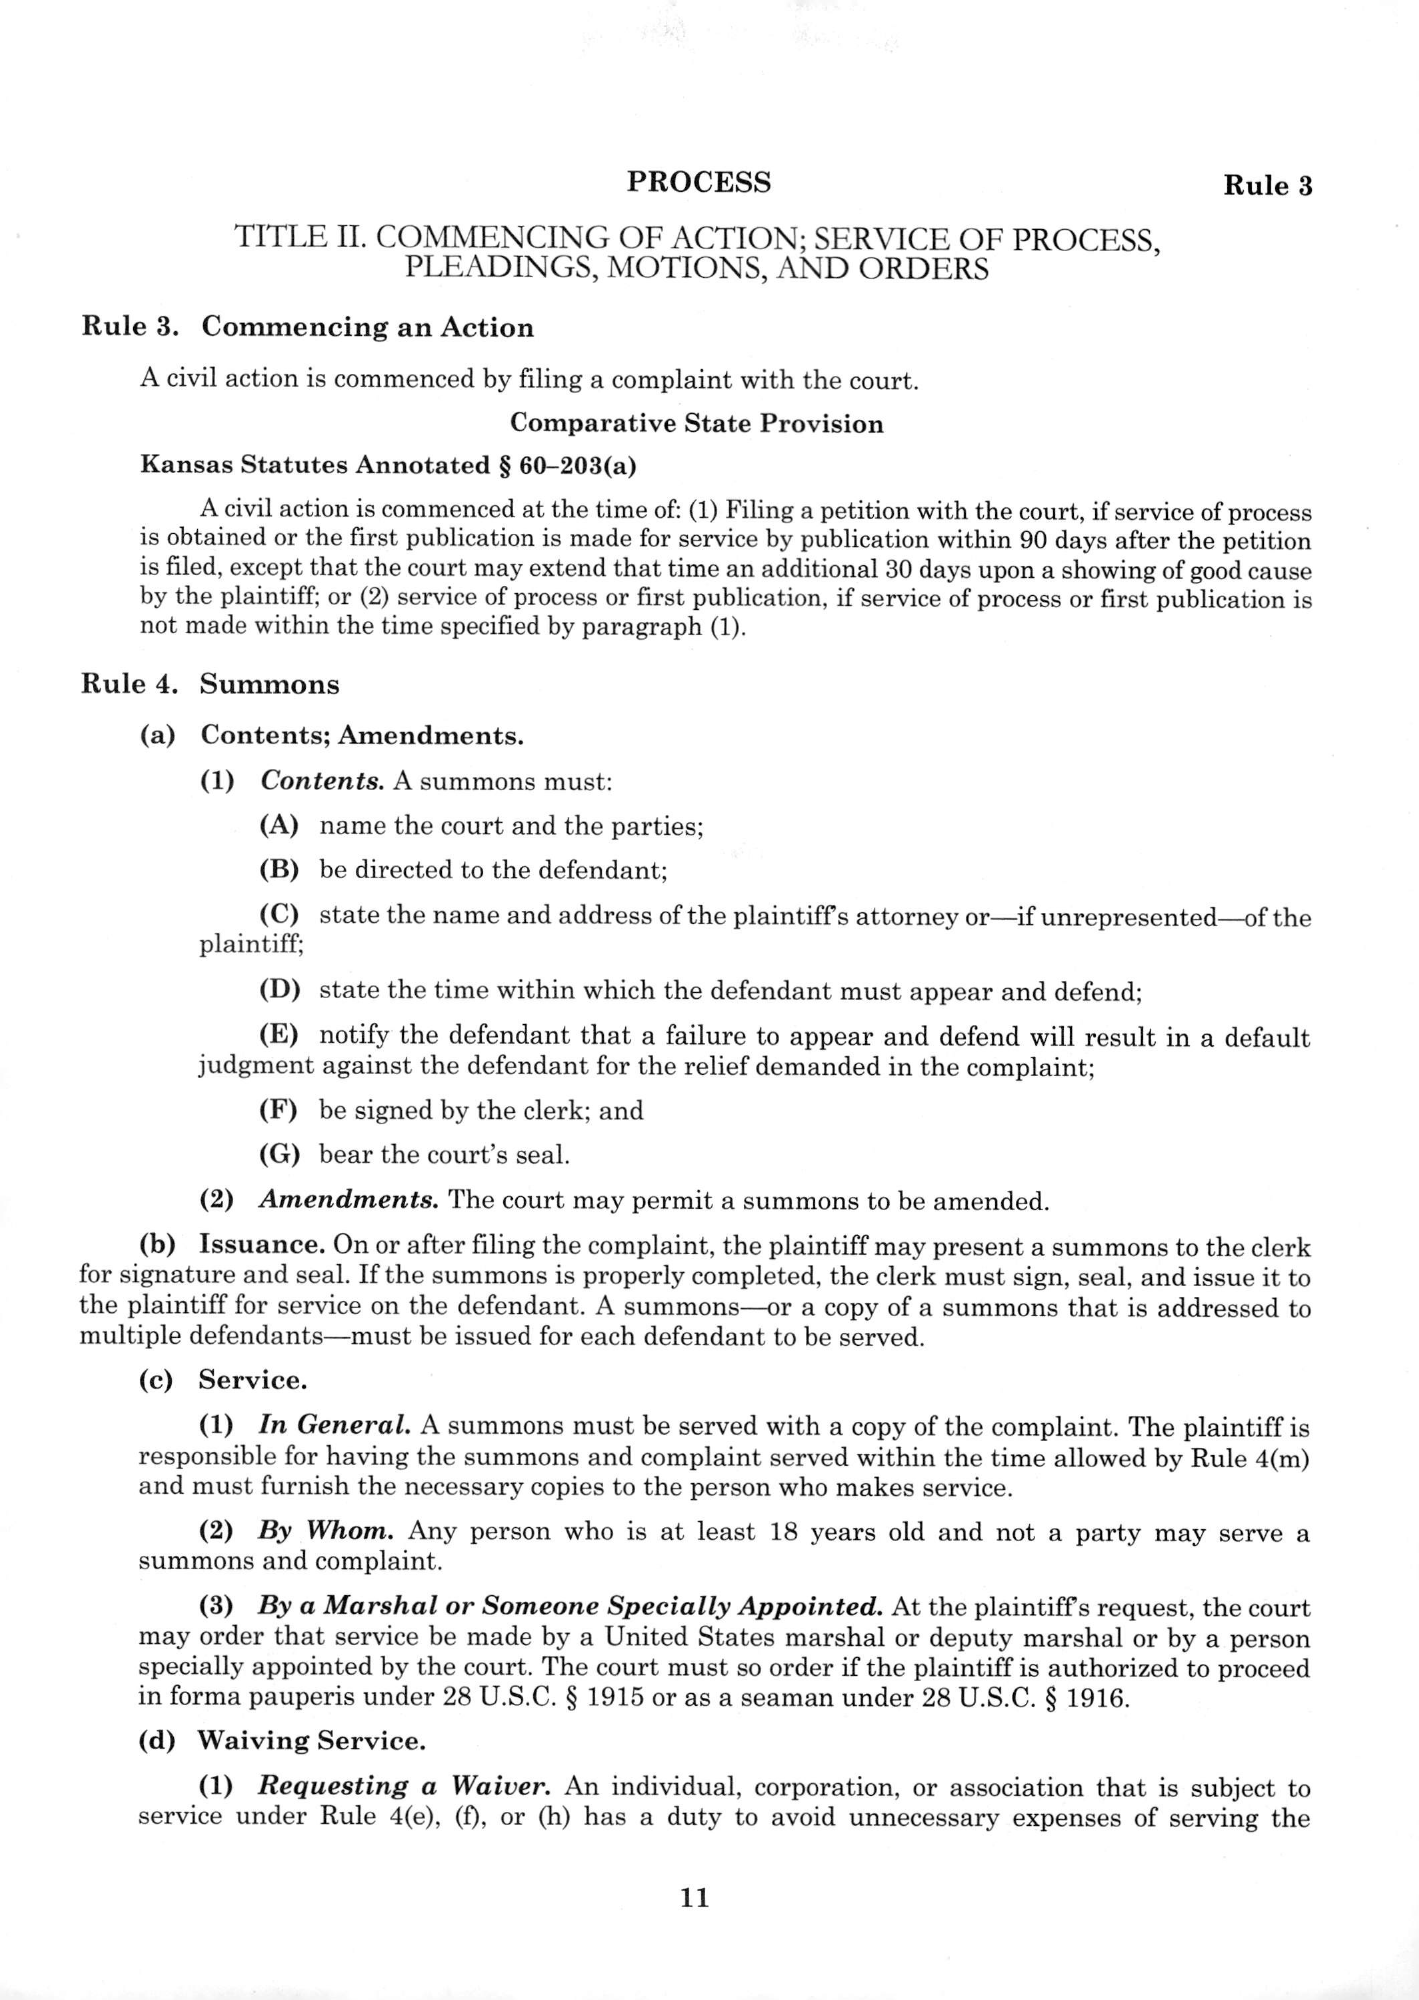 PROCESS
Rule 3
TITLE II. COMMENCING OF ACTION; SERVICE OF PROCESS,
PLEADINGS, MOTIONS, AND ORDERS
Rule 3. Commencing an Action
A civil action is commenced by filing a complaint with the court.
Comparative State Provision
Kansas Statutes Annotated § 60–203(a)
A civil action is commenced at the time of: (1) Filing a petition with the court, if service of process
is obtained or the first publication is made for service by publication within 90 days after the petition
is filed, except that the court may extend that time an additional 30 days upon a showing of good cause
by the plaintiff; or (2) service of process or first publication, if service of process or first publication is
not made within the time specified by paragraph (1).
Rule 4. Summons
(a) Contents; Amendments.
(1) Contents. A summons must:
(A) name the court and the parties;
(B) be directed to the defendant;
(C) state the name and address of the plaintiff's attorney or—if unrepresented—of the
plaintiff;
(D) state the time within which the defendant must appear and defend;
(E) notify the defendant that a failure to appear and defend will result in a default
judgment against the defendant for the relief demanded in the complaint;
(F) be signed by the clerk; and
(G) bear the court's seal.
(2) Amendments. The court may permit a summons to be amended.
(b) Issuance. On or after filing the complaint, the plaintiff may present a summons to the clerk
for signature and seal. If the summons is properly completed, the clerk must sign, seal, and issue it to
the plaintiff for service on the defendant. A summons—or a copy of a summons that is addressed to
multiple defendants—must be issued for each defendant to be served.
(c) Service.
(1) In General. A summons must be served with a copy of the complaint. The plaintiff is
responsible for having the summons and complaint served within the time allowed by Rule 4(m)
and must furnish the necessary copies to the person who makes service.
(2) By Whom. Any person who is at least 18 years old and not a party may serve a
summons and complaint.
(3) By a Marshal or Someone Specially Appointed. At the plaintiff's request, the court
may order that service be made by a United States marshal or deputy marshal or by a person
specially appointed by the court. The court must so order if the plaintiff is authorized to proceed
in forma pauperis under 28 U.S.C. § 1915 or as a seaman under 28 U.S.C. § 1916.
(d) Waiving Service.
(1) Requesting a Waiver. An individual, corporation, or association that is subject to
service under Rule 4(e), (f), or (h) has a duty to avoid unnecessary expenses of serving the
11